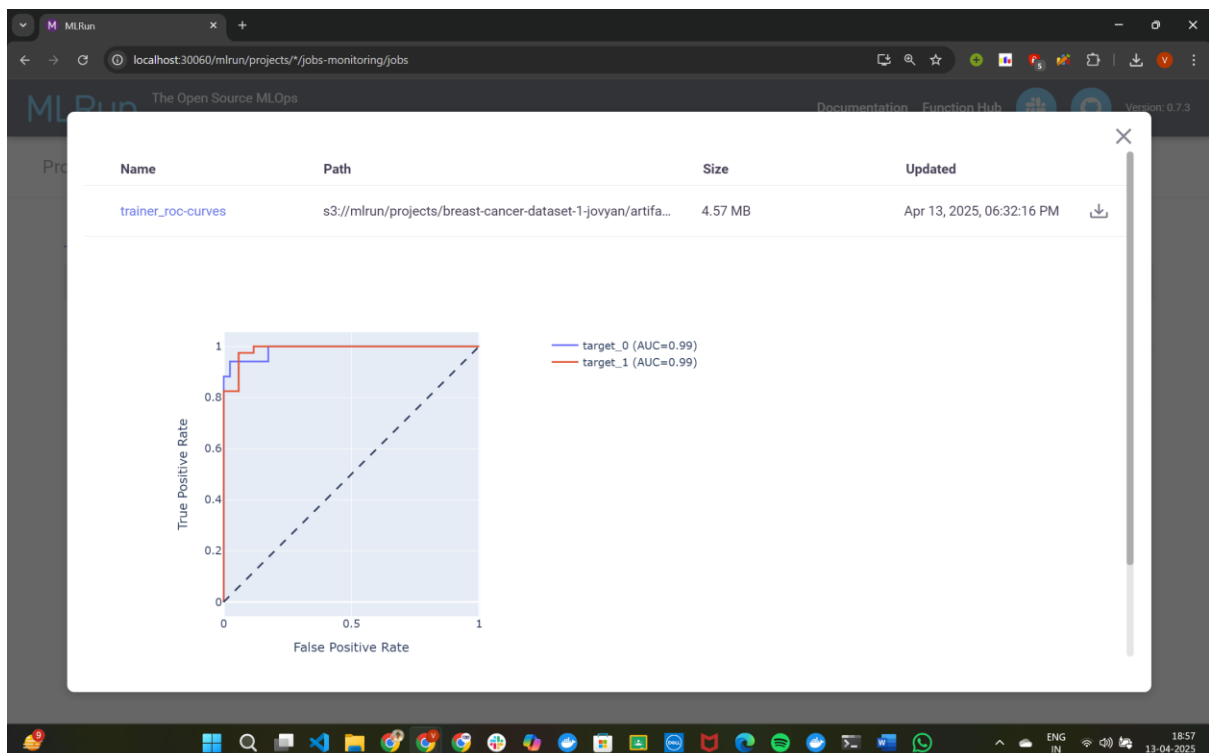 MLRun
localhost:30060/mlrun/projects/*/jobs-monitoring/jobs
MLRun The Open Source MLOps Documentation Function Hub Version: 0.7.3
Name Path Size Updated
trainer_roc-curves s3://mlrun/projects/breast-cancer-dataset-1-jovyan/artifa... 4.57 MB Apr 13, 2025, 06:32:16 PM
1
0.8
0.6
0.4
0.2
0
True Positive Rate
0 0.5 1
False Positive Rate
target_0 (AUC=0.99)
target_1 (AUC=0.99)
ENG
IN
18:57
13-04-2025